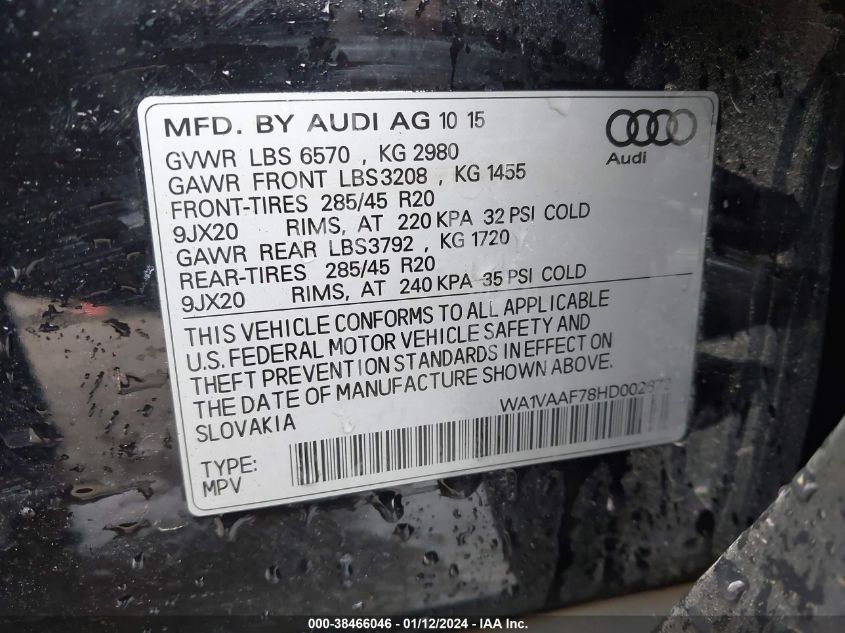 MFD. BY AUDI AG 10 15
Audi
GVWR LBS 6570 , KG 2980
GAWR FRONT LBS3208 , KG 1455
FRONT-TIRES 285/45 R20
9JX20 RIMS, AT 220 KPA 32 PSI COLD
GAWR REAR LBS3792 , KG 1720
REAR-TIRES 285/45 R20
9JX20 RIMS, AT 240 KPA 35 PSI COLD
THIS VEHICLE CONFORMS TO ALL APPLICABLE
U.S. FEDERAL MOTOR VEHICLE SAFETY AND
THEFT PREVENTION STANDARDS IN EFFECT ON
THE DATE OF MANUFACTURE SHOWN ABOVE.
SLOVAKIA
TYPE:
MPV
000-38466046 - 01/12/2024 - IAA Inc.